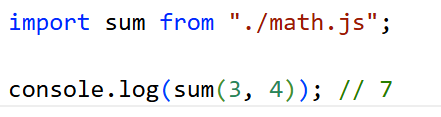 import sum from "./math.js";
console.log(sum(3, 4)); // 7